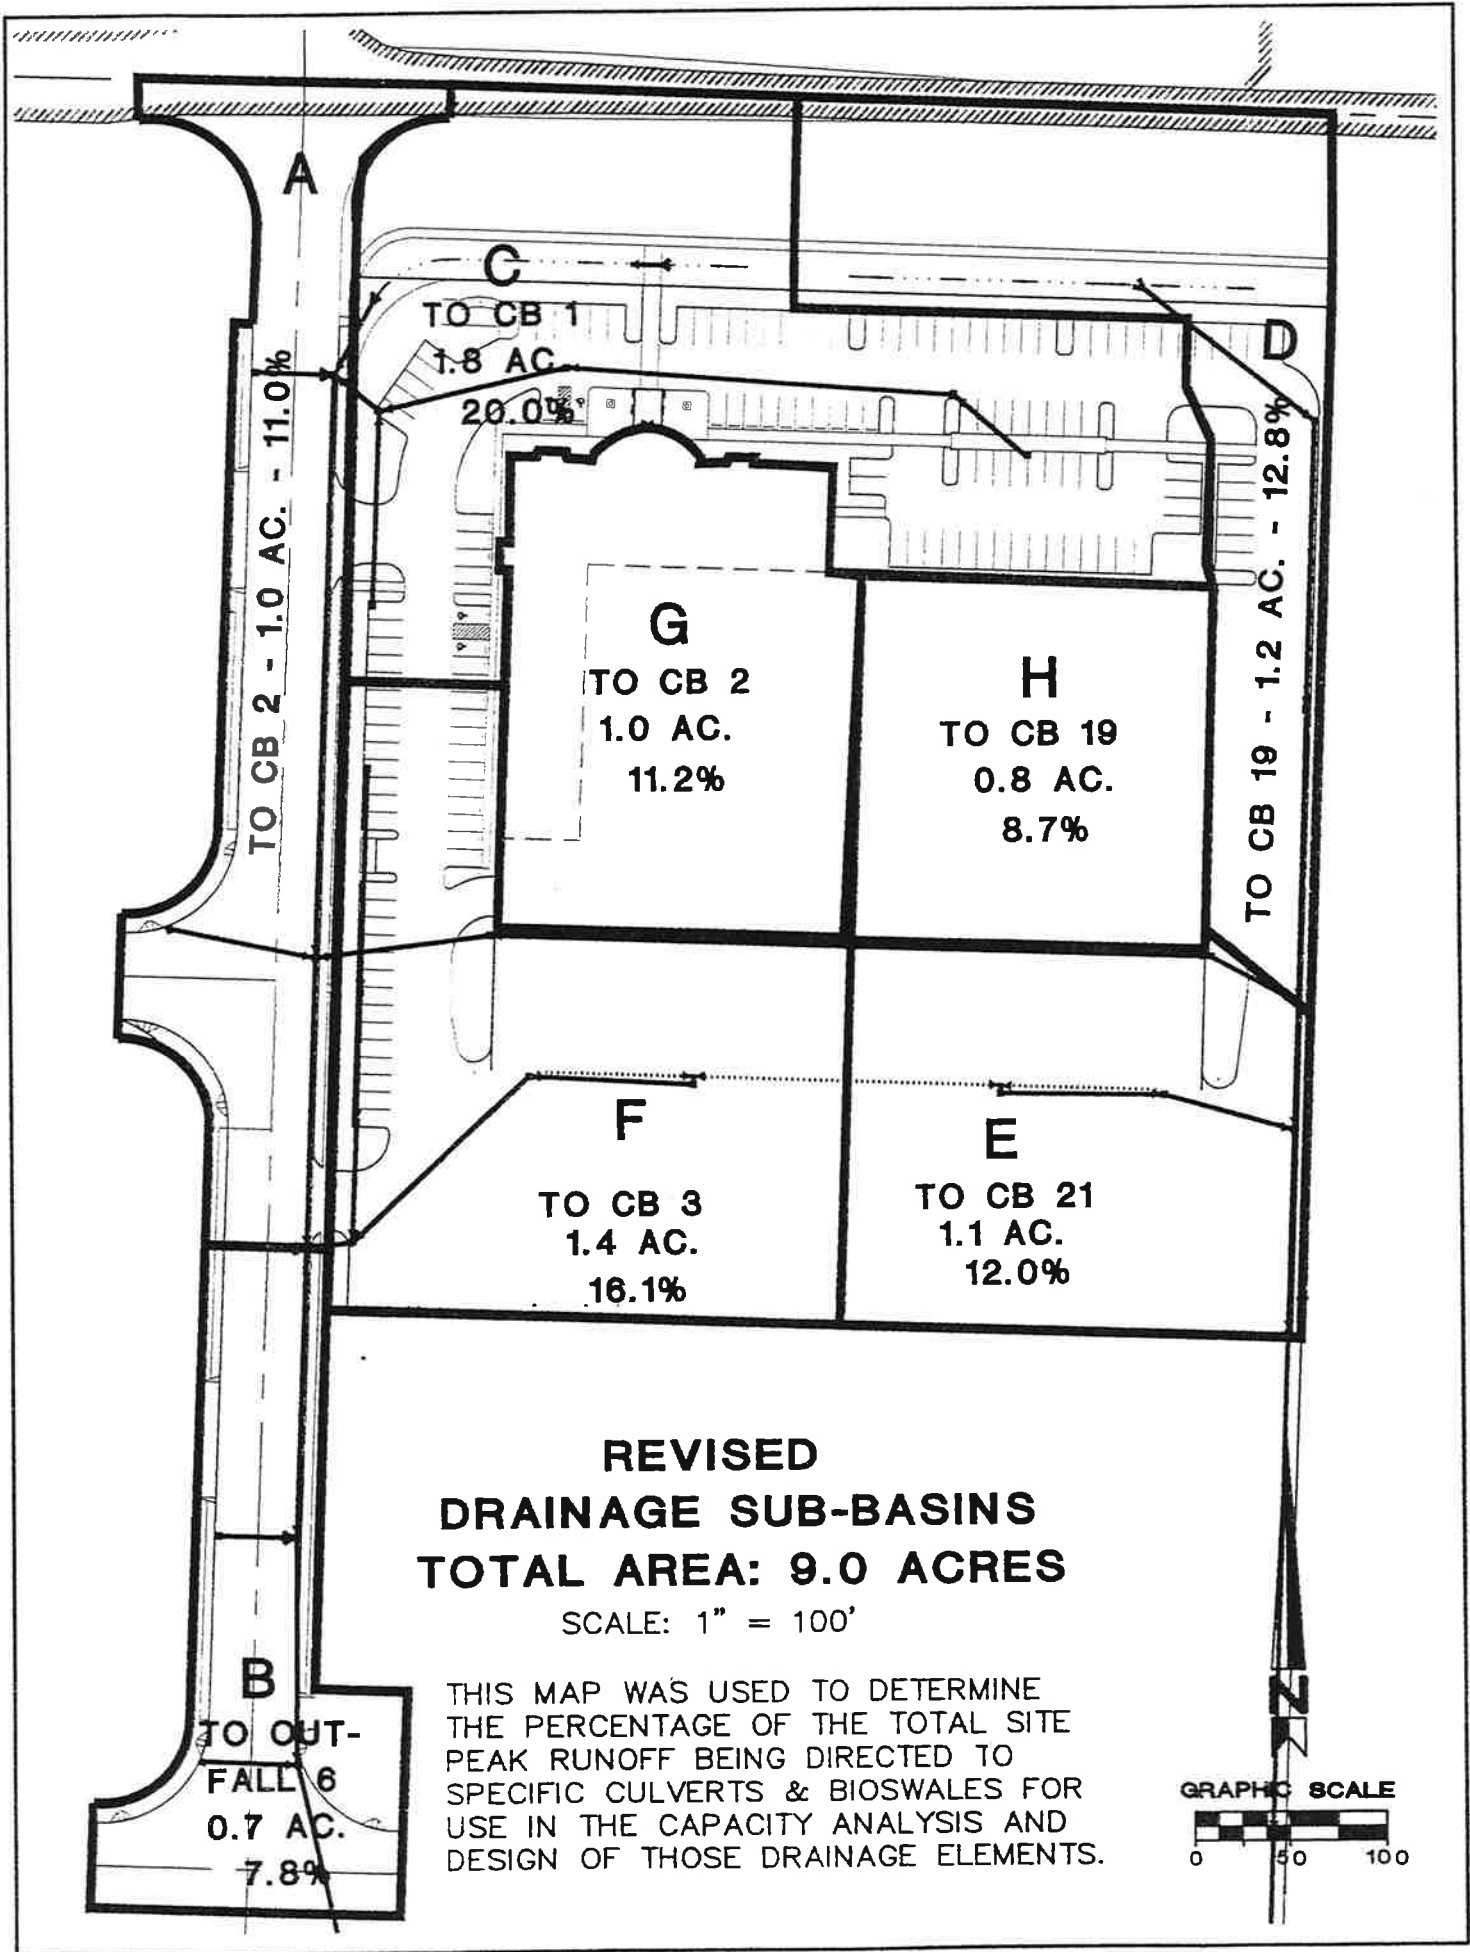 A
TO CB 2 - 1.0 AC. - 11.0%
C
TO CB 1
1.8 AC.
20.0%
D
TO CB 19 - 1.2 AC. - 12.8%
G
TO CB 2
1.0 AC.
11.2%
H
TO CB 19
0.8 AC.
8.7%
F
TO CB 3
1.4 AC.
16.1%
E
TO CB 21
1.1 AC.
12.0%
REVISED
DRAINAGE SUB-BASINS
TOTAL AREA: 9.0 ACRES
SCALE: 1" = 100'
B
TO OUT-
FALL 6
0.7 AC.
7.8%
THIS MAP WAS USED TO DETERMINE
THE PERCENTAGE OF THE TOTAL SITE
PEAK RUNOFF BEING DIRECTED TO
SPECIFIC CULVERTS & BIOSWALES FOR
USE IN THE CAPACITY ANALYSIS AND
DESIGN OF THOSE DRAINAGE ELEMENTS.
N
GRAPHIC SCALE
0 50 100